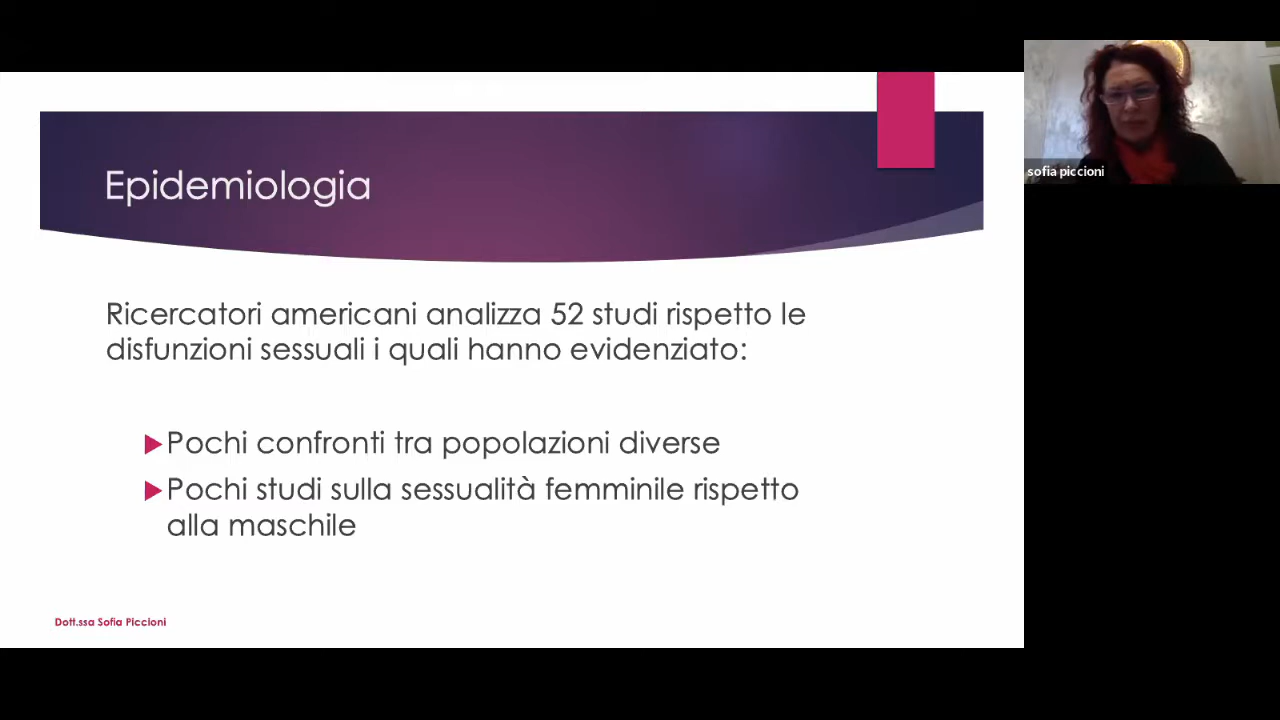 Epidemiologia
Ricercatori americani analizza 52 studi rispetto le
disfunzioni sessuali i quali hanno evidenziato:
Pochi confronti tra popolazioni diverse
Pochi studi sulla sessualità femminile rispetto
alla maschile
Dott.ssa Sofia Piccioni
sofia piccioni